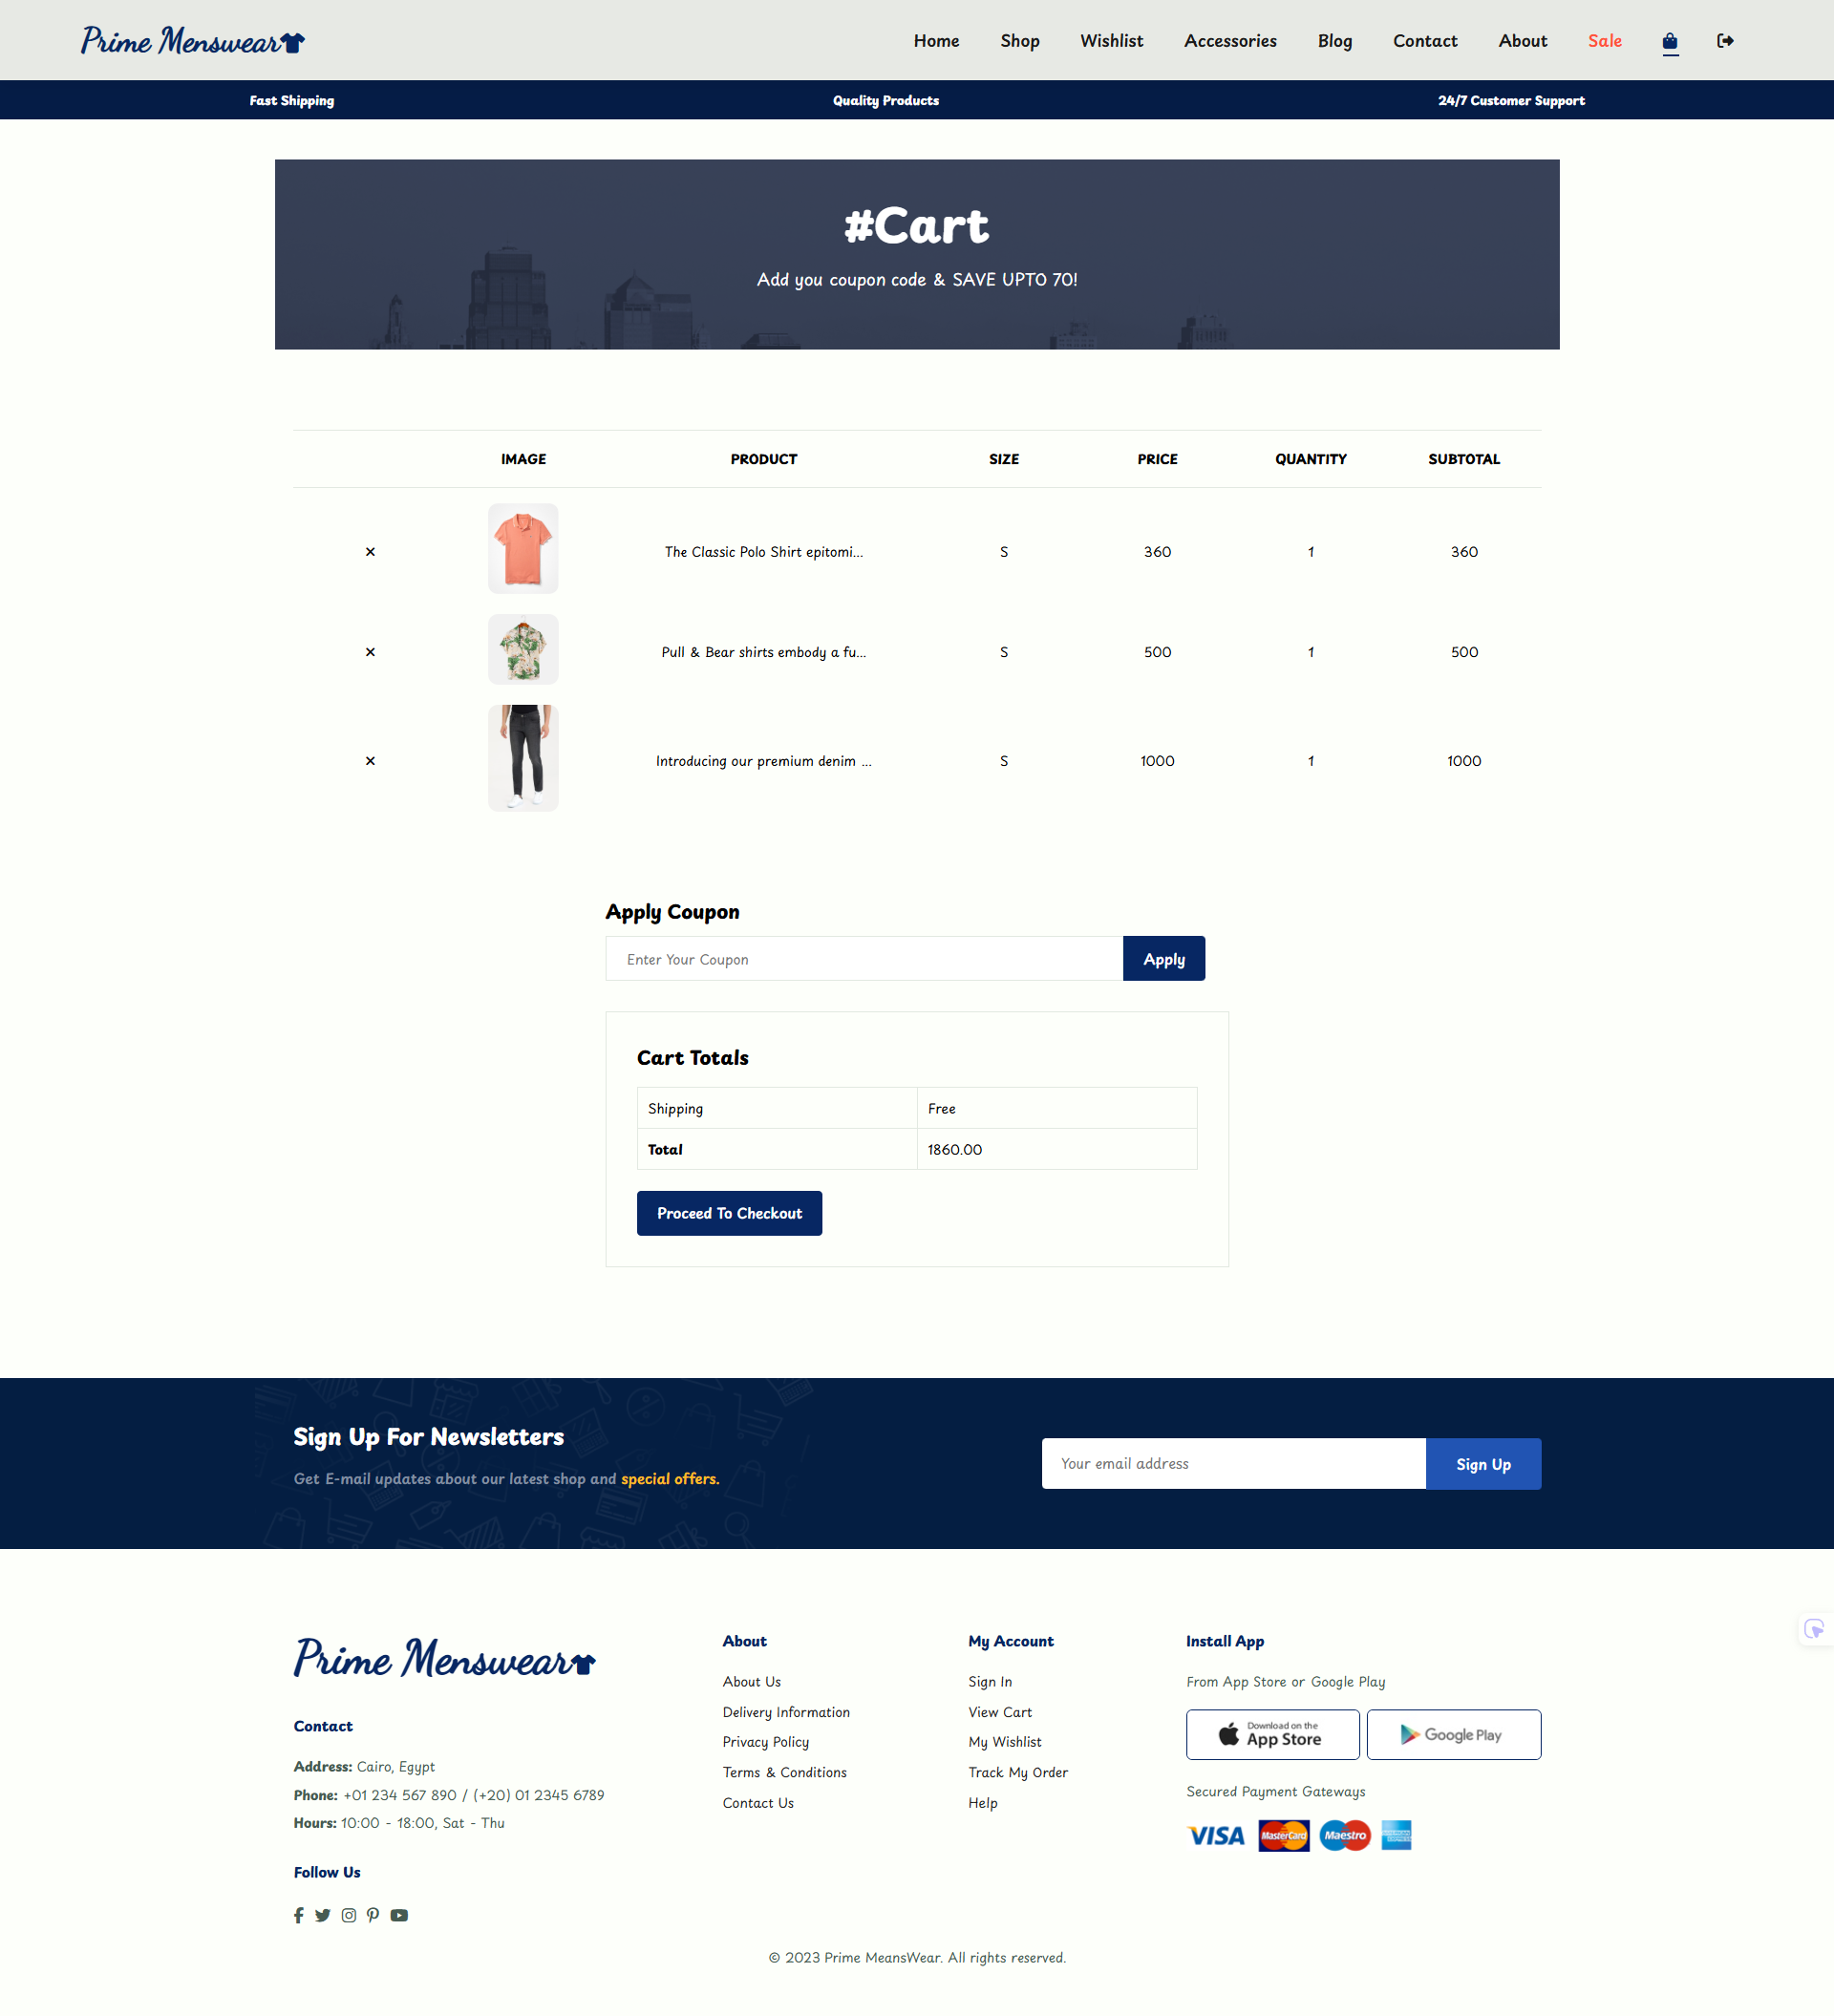 Prime Menswear
Home Shop Wishlist Accessories Blog Contact About Sale
Fast Shipping Quality Products 24/7 Customer Support
#Cart
Add you coupon code & SAVE UPTO 70!
IMAGE PRODUCT SIZE PRICE QUANTITY SUBTOTAL
× The Classic Polo Shirt epitomi... S 360 1 360
× Pull & Bear shirts embody a fu... S 500 1 500
× Introducing our premium denim ... S 1000 1 1000
Apply Coupon
Enter Your Coupon Apply
Cart Totals
Shipping Free
Total 1860.00
Proceed To Checkout
Sign Up For Newsletters
Get E-mail updates about our latest shop and special offers.
Your email address Sign Up
Prime Menswear
Contact
Address: Cairo, Egypt
Phone: +01 234 567 890 / (+20) 01 2345 6789
Hours: 10:00 - 18:00, Sat - Thu
Follow Us
About
About Us
Delivery Information
Privacy Policy
Terms & Conditions
Contact Us
My Account
Sign In
View Cart
My Wishlist
Track My Order
Help
Install App
From App Store or Google Play
Download on the
App Store
Google Play
Secured Payment Gateways
VISA MasterCard Maestro AMERICAN EXPRESS
© 2023 Prime MeansWear. All rights reserved.